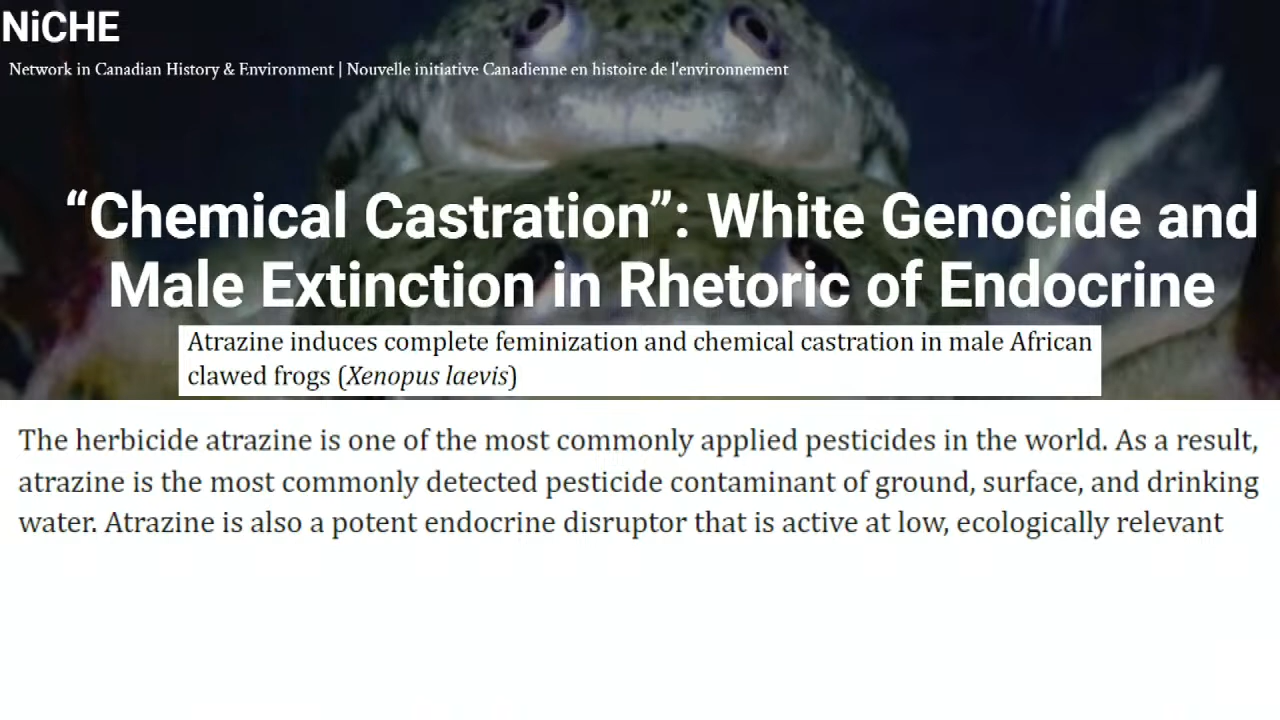 NiCHE
Network in Canadian History & Environment | Nouvelle initiative Canadienne en histoire de l'environnement
“Chemical Castration”: White Genocide and
Male Extinction in Rhetoric of Endocrine
Atrazine induces complete feminization and chemical castration in male African
clawed frogs (Xenopus laevis)
The herbicide atrazine is one of the most commonly applied pesticides in the world. As a result,
atrazine is the most commonly detected pesticide contaminant of ground, surface, and drinking
water. Atrazine is also a potent endocrine disruptor that is active at low, ecologically relevant